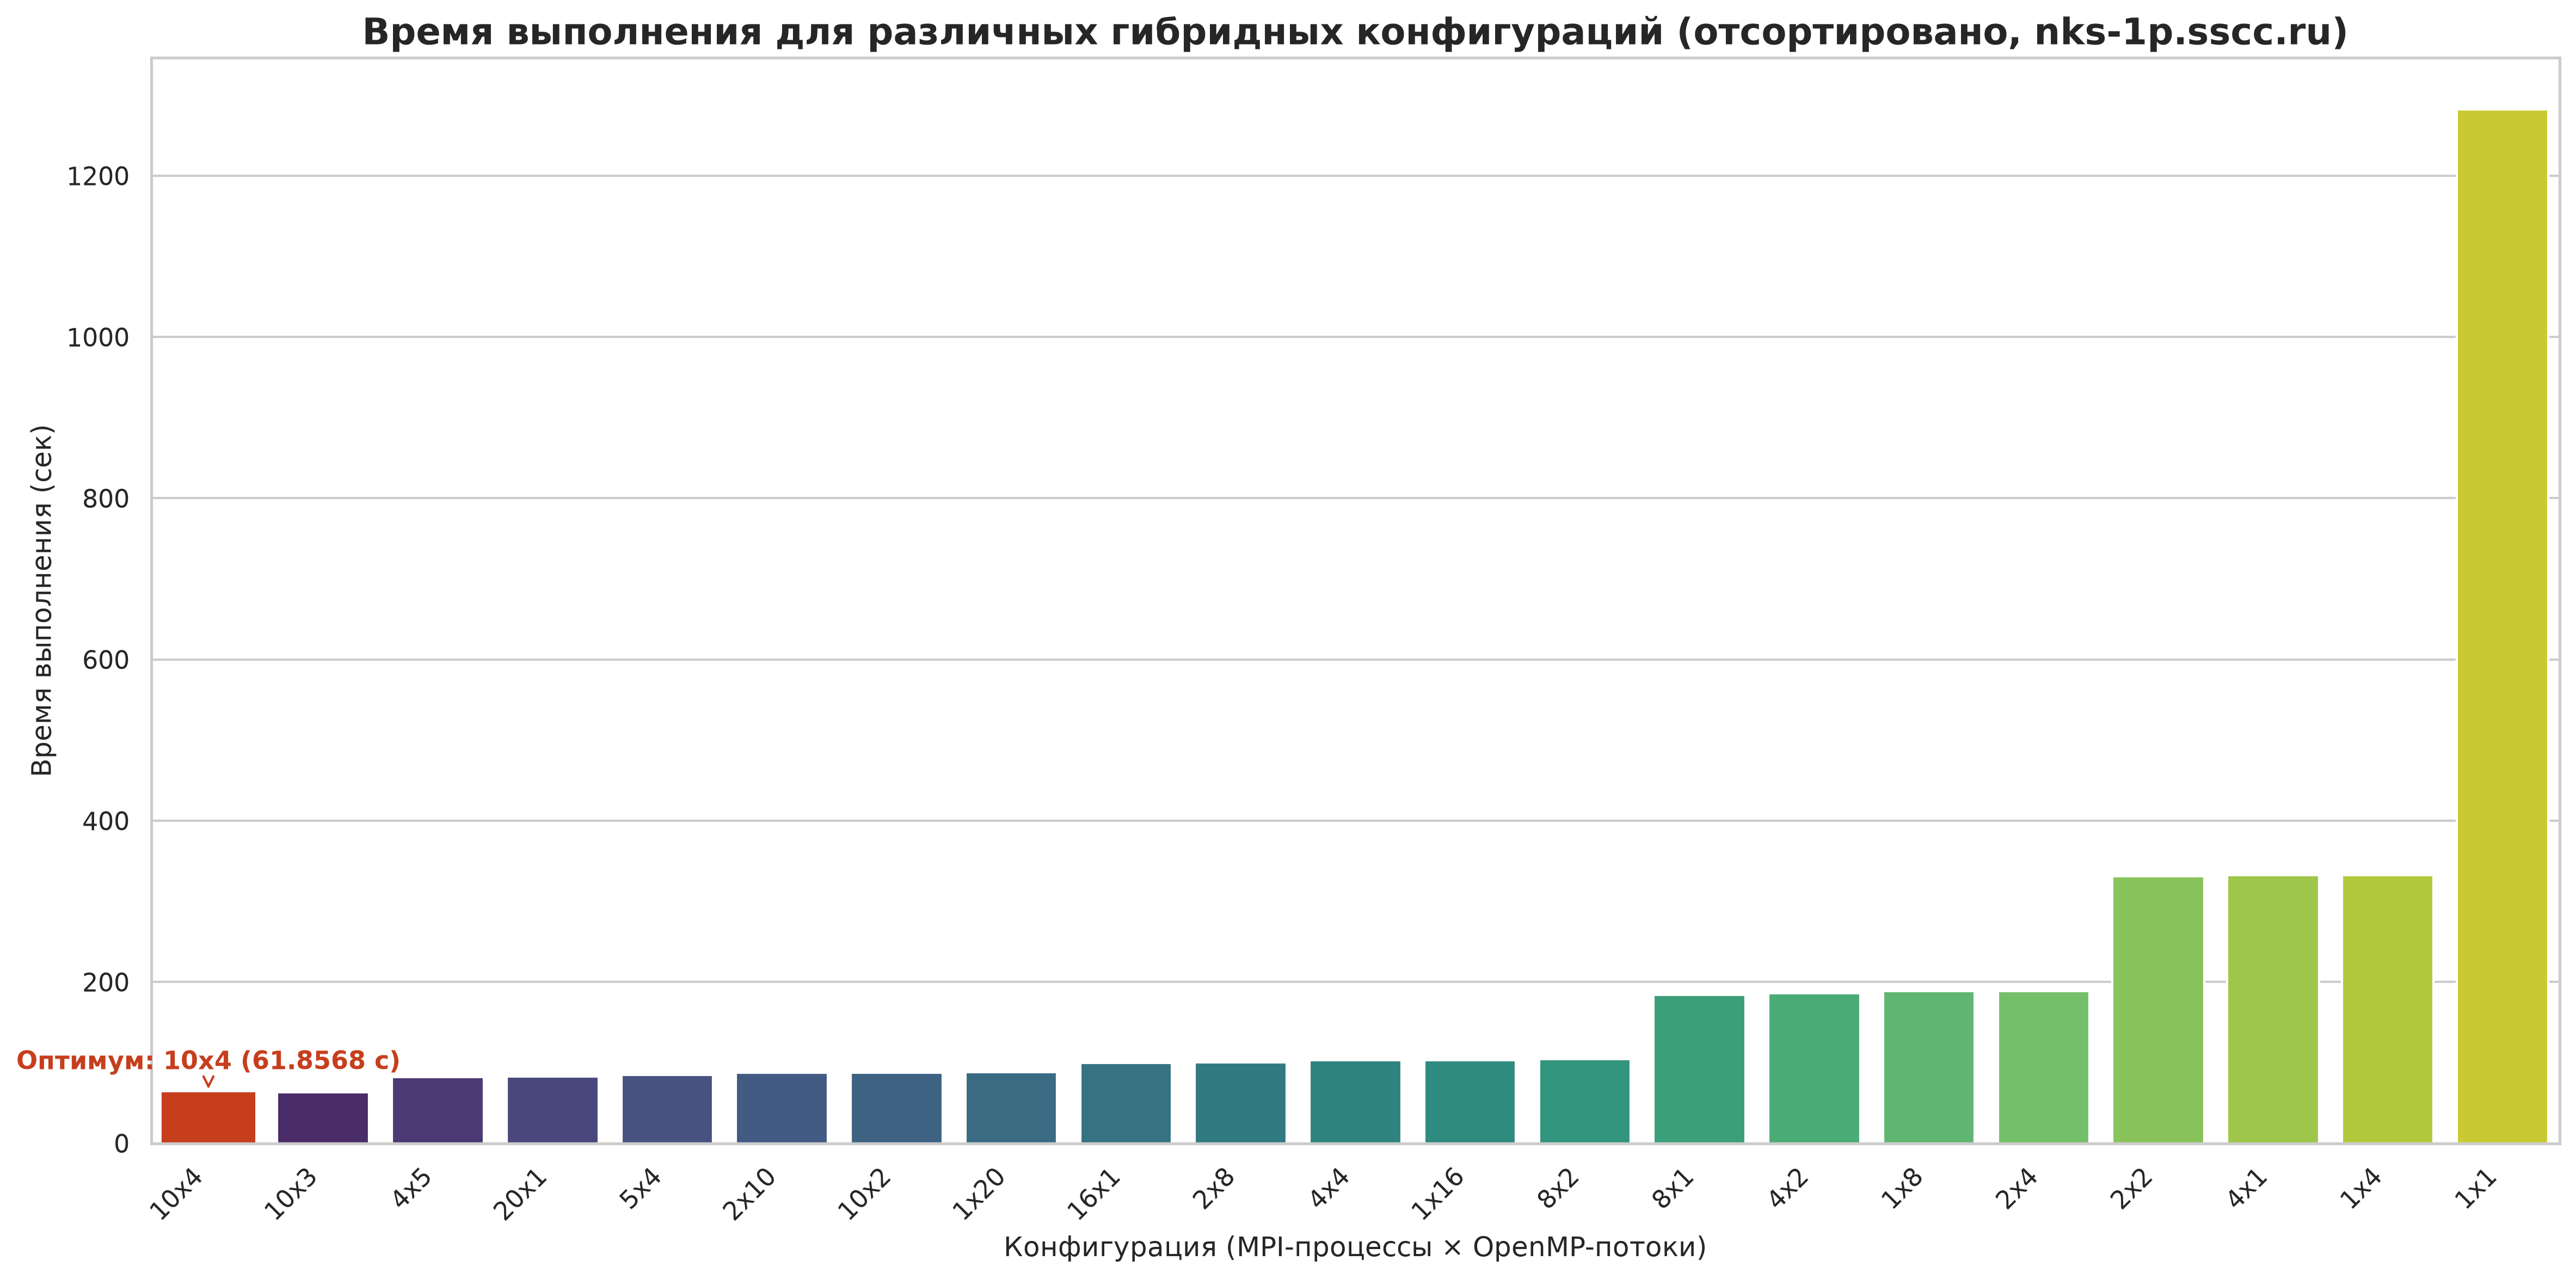 Время выполнения для различных гибридных конфигураций (отсортировано, nks-1p.sscc.ru)
Время выполнения (сек)
1200
1000
800
600
400
200
0
Оптимум: 10x4 (61.8568 с)
10x4
10x3
4x5
20x1
5x4
2x10
10x2
1x20
16x1
2x8
4x4
1x16
8x2
8x1
4x2
1x8
2x4
2x2
4x1
1x4
1x1
Конфигурация (MPI-процессы × OpenMP-потоки)